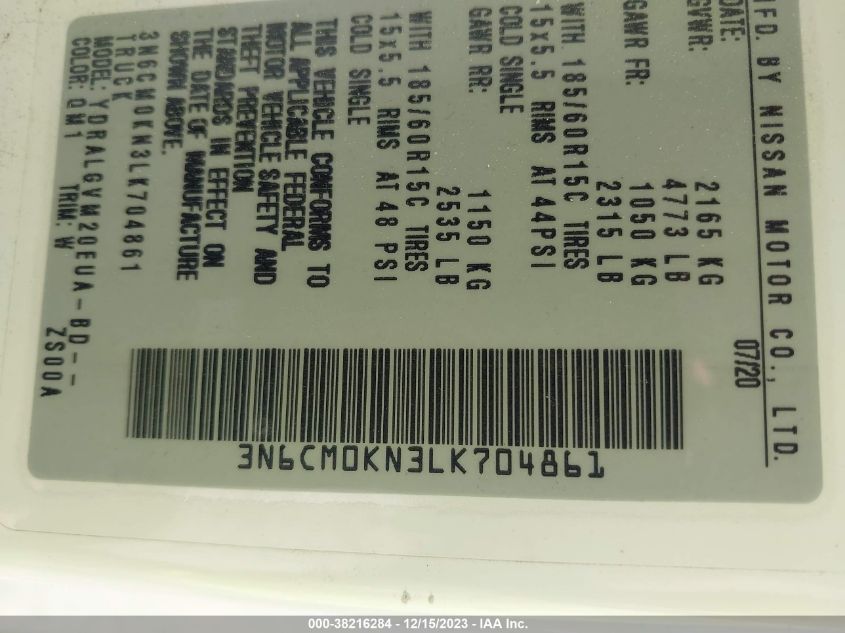 MFD. BY NISSAN MOTOR CO., LTD.
DATE: 07/20
GVWR: 2165 KG
4773 LB
GAWR FR: 1050 KG
2315 LB
WITH 185/60R15C TIRES
15x5.5 RIMS AT 44PSI
COLD SINGLE
GAWR RR: 1150 KG
2535 LB
WITH 185/60R15C TIRES
15x5.5 RIMS AT 48 PSI
COLD SINGLE
THIS VEHICLE CONFORMS TO
ALL APPLICABLE FEDERAL
MOTOR VEHICLE SAFETY AND
THEFT PREVENTION
STANDARDS IN EFFECT ON
THE DATE OF MANUFACTURE
SHOWN ABOVE.
3N6CM0KN3LK704861
TRUCK
MODEL: YDRALGVM20EUA-BD--
COLOR: QM1 TRIM: W ZS00A
3N6CM0KN3LK704861
000-38216284 - 12/15/2023 - IAA Inc.